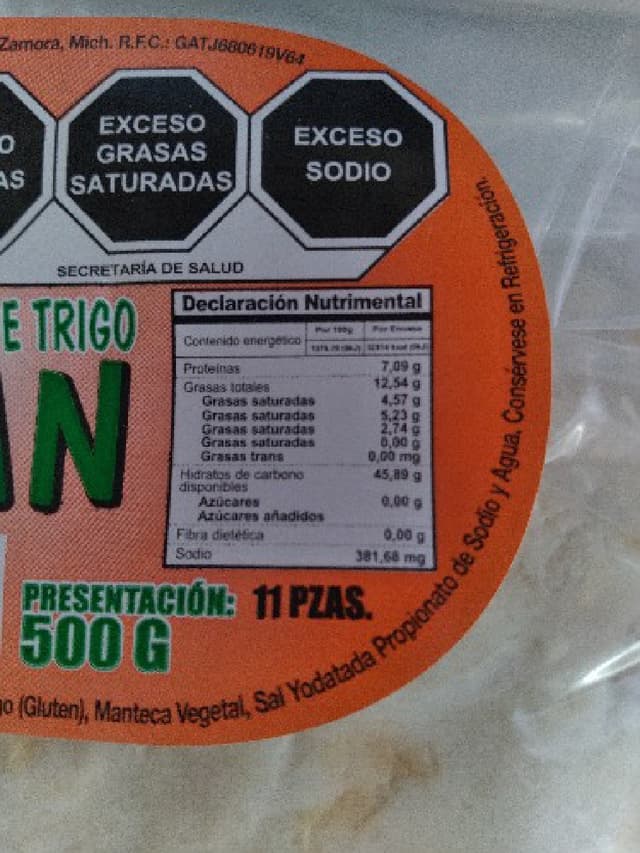 Zamora, Mich. R.F.C.: GATJ680619V64
O
AS
EXCESO
GRASAS
SATURADAS
EXCESO
SODIO
SECRETARÍA DE SALUD
E TRIGO
N
Declaración Nutrimental
Contenido energético
Por 100g
Por Envase
Proteínas 7,09 g
Grasas totales 12,54 g
Grasas saturadas 4,57 g
Grasas saturadas 5,23 g
Grasas saturadas 2,74 g
Grasas saturadas 0,00 g
Grasas trans 0,00 mg
Hidratos de carbono 45,89 g
disponibles
Azúcares 0,00 g
Azúcares añadidos
Fibra dietética 0,00 g
Sodio 381,68 mg
PRESENTACIÓN: 11 PZAS.
500 G
go (Gluten), Manteca Vegetal, Sal Yodatada Propionato de Sodio y Agua, Consérvese en Refrigeración.